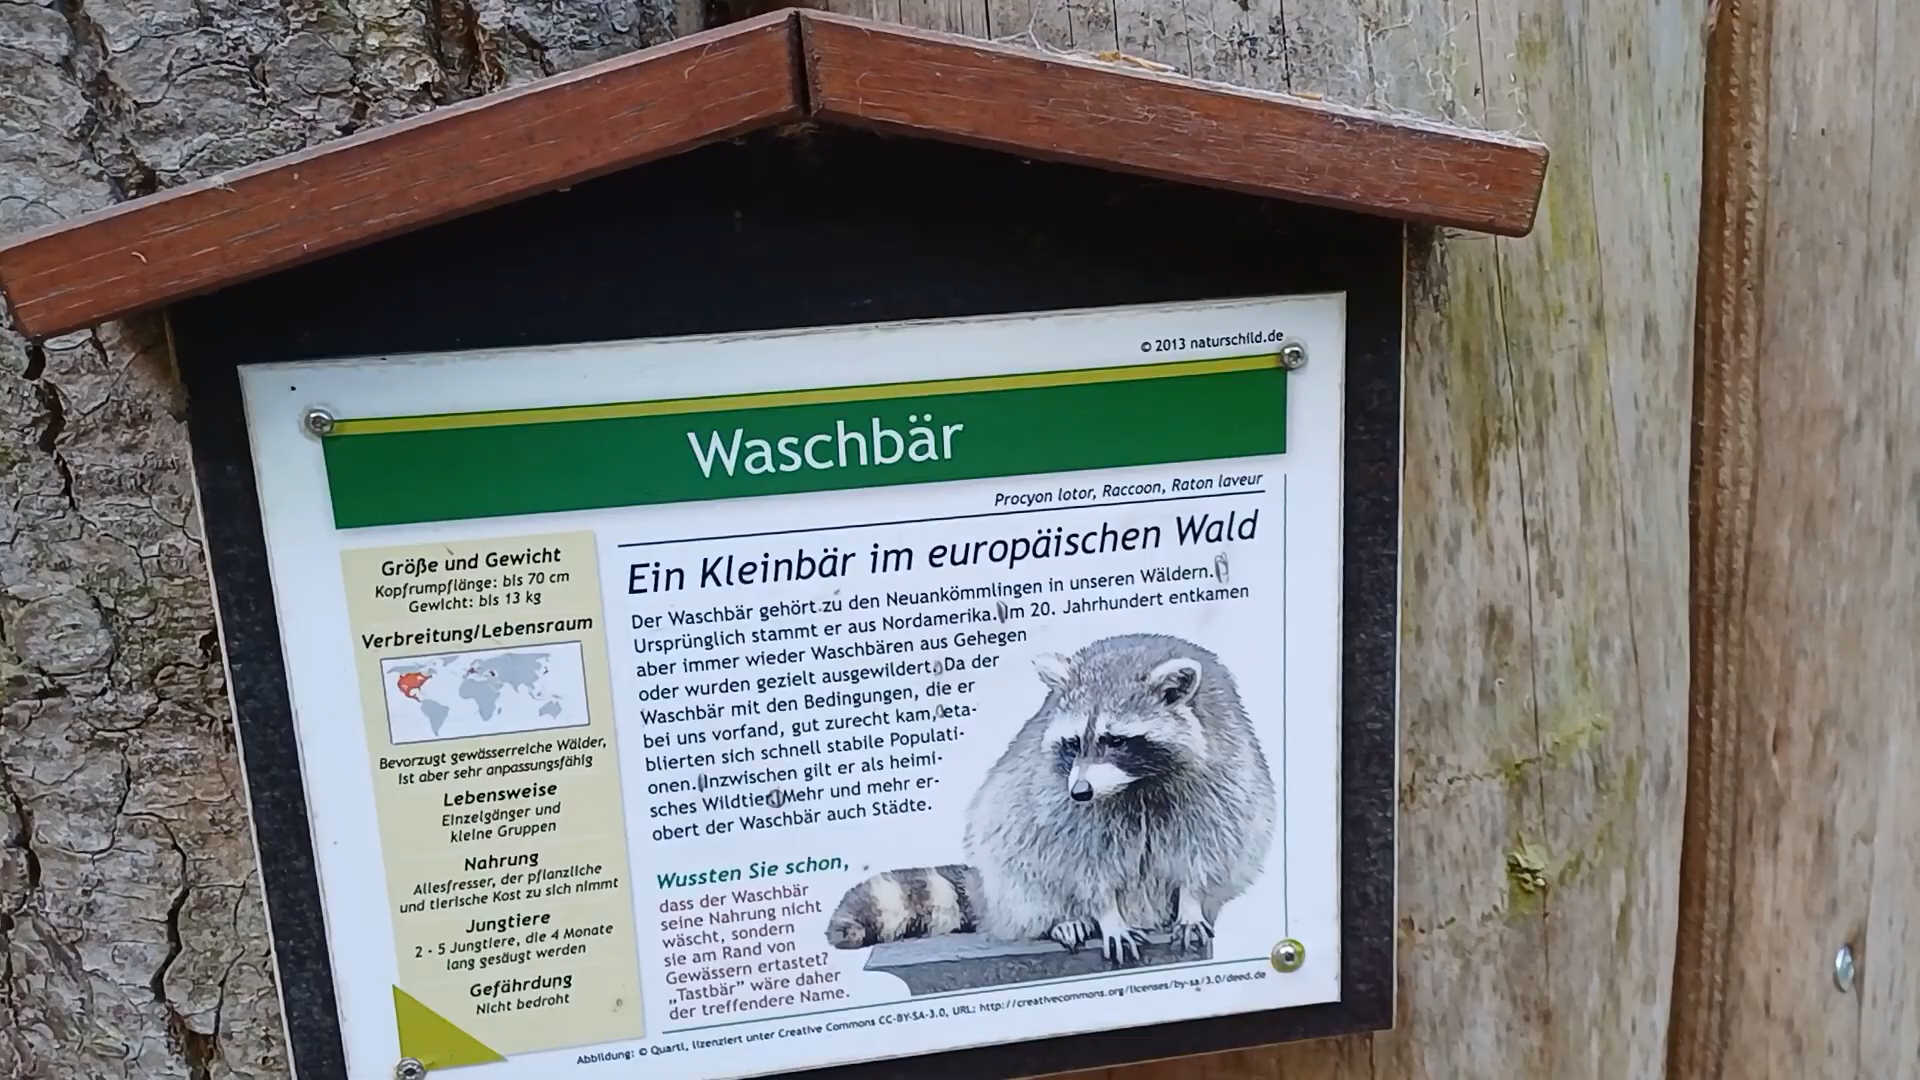 © 2013 naturschild.de
Waschbär
Procyon lotor, Raccoon, Raton laveur
Größe und Gewicht
Kopfrumpflänge: bis 70 cm
Gewicht: bis 13 kg
Verbreitung/Lebensraum
Bevorzugt gewässerreiche Wälder,
ist aber sehr anpassungsfähig
Lebensweise
Einzelgänger und
kleine Gruppen
Nahrung
Allesfresser, der pflanzliche
und tierische Kost zu sich nimmt
Jungtiere
2 - 5 Jungtiere, die 4 Monate
lang gesäugt werden
Gefährdung
Nicht bedroht
Ein Kleinbär im europäischen Wald
Der Waschbär gehört zu den Neuankömmlingen in unseren Wäldern.
Ursprünglich stammt er aus Nordamerika. Im 20. Jahrhundert entkamen
aber immer wieder Waschbären aus Gehegen
oder wurden gezielt ausgewildert. Da der
Waschbär mit den Bedingungen, die er
bei uns vorfand, gut zurecht kam, eta-
blierten sich schnell stabile Populati-
onen. Inzwischen gilt er als heimi-
sches Wildtier. Mehr und mehr er-
obert der Waschbär auch Städte.
Wussten Sie schon,
dass der Waschbär
seine Nahrung nicht
wäscht, sondern
sie am Rand von
Gewässern ertastet?
„Tastbär" wäre daher
der treffendere Name.
Abbildung: © Quartl, lizenziert unter Creative Commons CC-BY-SA-3.0, URL: http://creativecommons.org/licenses/by-sa/3.0/deed.de